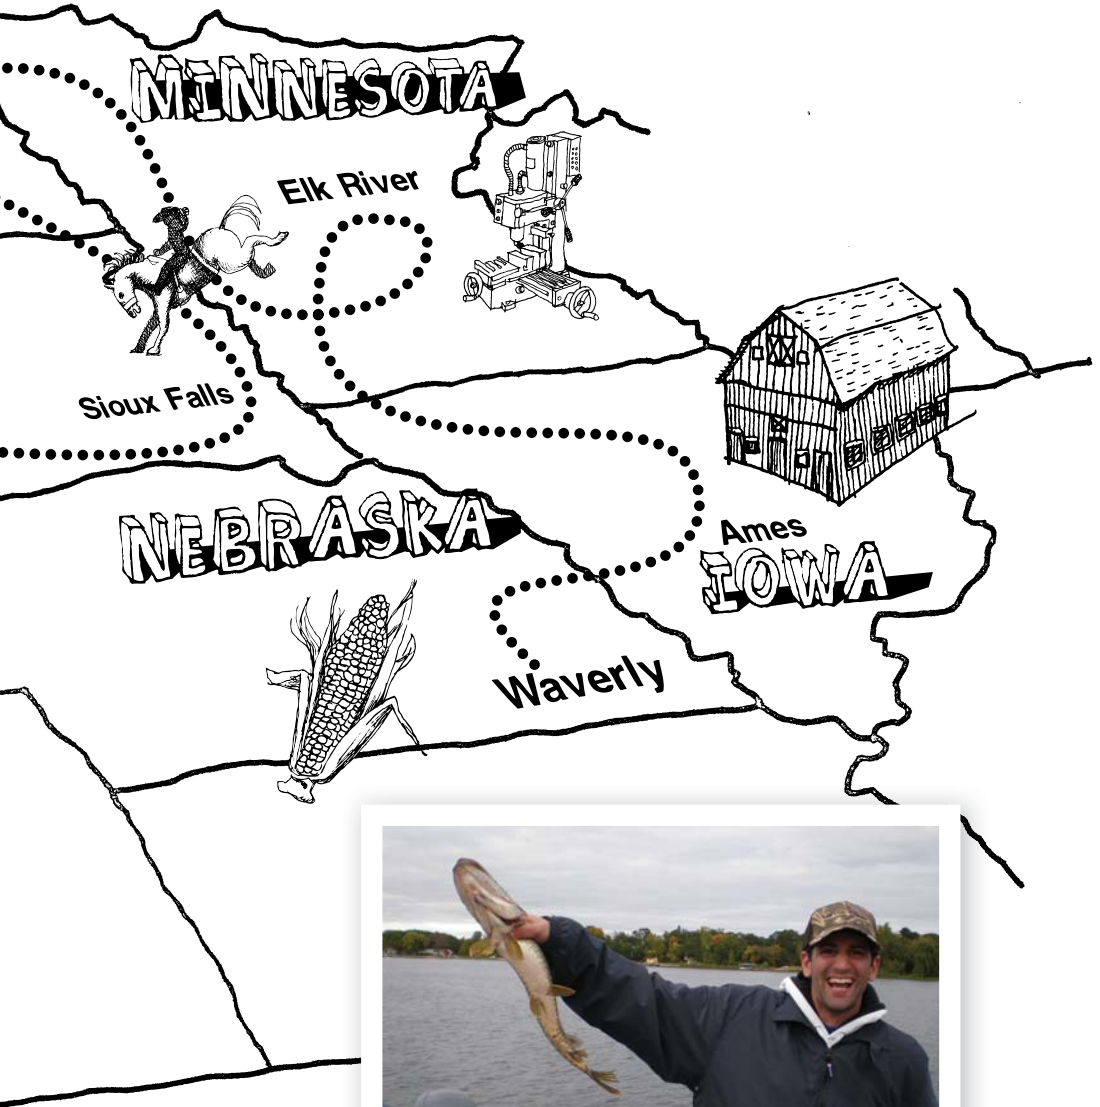 MINNESOTA
Elk River
Sioux Falls
NEBRASKA
Ames
IOWA
Waverly